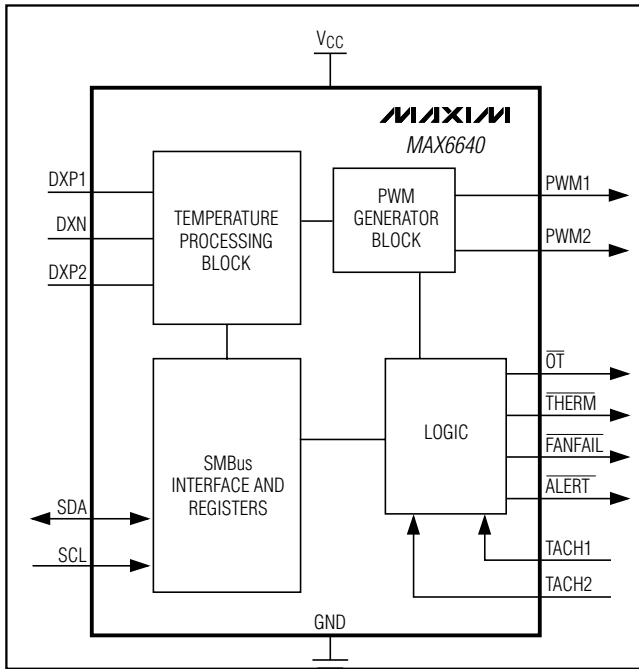 VCC
MAXIM
MAX6640
DXP1
DXN
DXP2
TEMPERATURE
PROCESSING
BLOCK
PWM
GENERATOR
BLOCK
PWM1
PWM2
SMBus
INTERFACE AND
REGISTERS
LOGIC
OT
THERM
FANFAIL
ALERT
SDA
SCL
TACH1
TACH2
GND